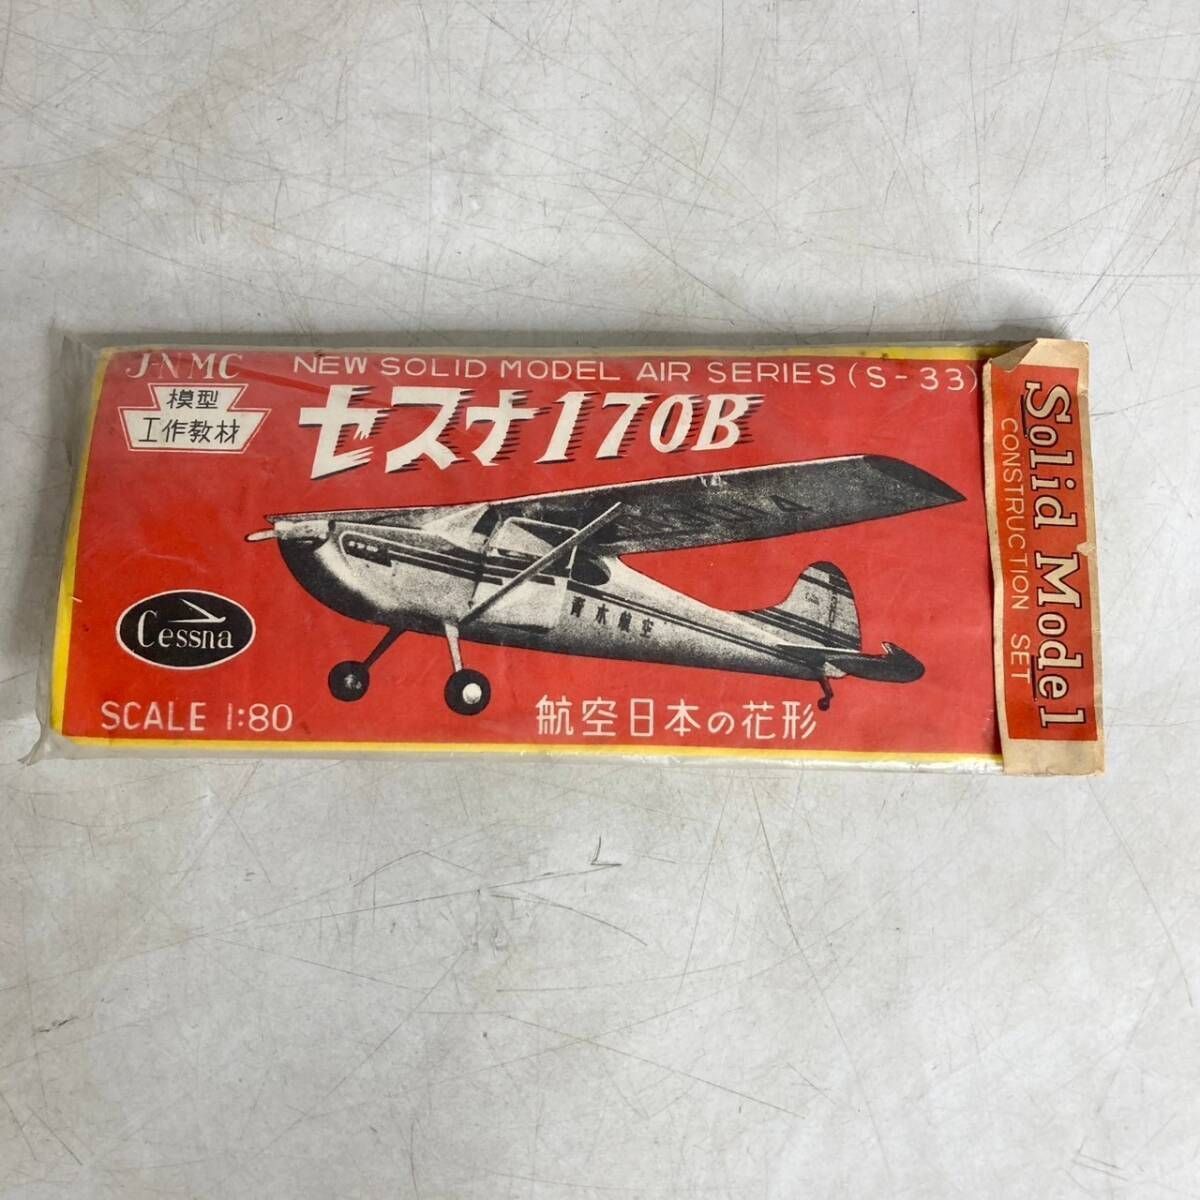 J-NMC
模型
工作教材
NEW SOLID MODEL AIR SERIES (S-33)
セスナ170B
Cessna
SCALE 1:80
航空日本の花形
Solid Model
CONSTRUCTION SET